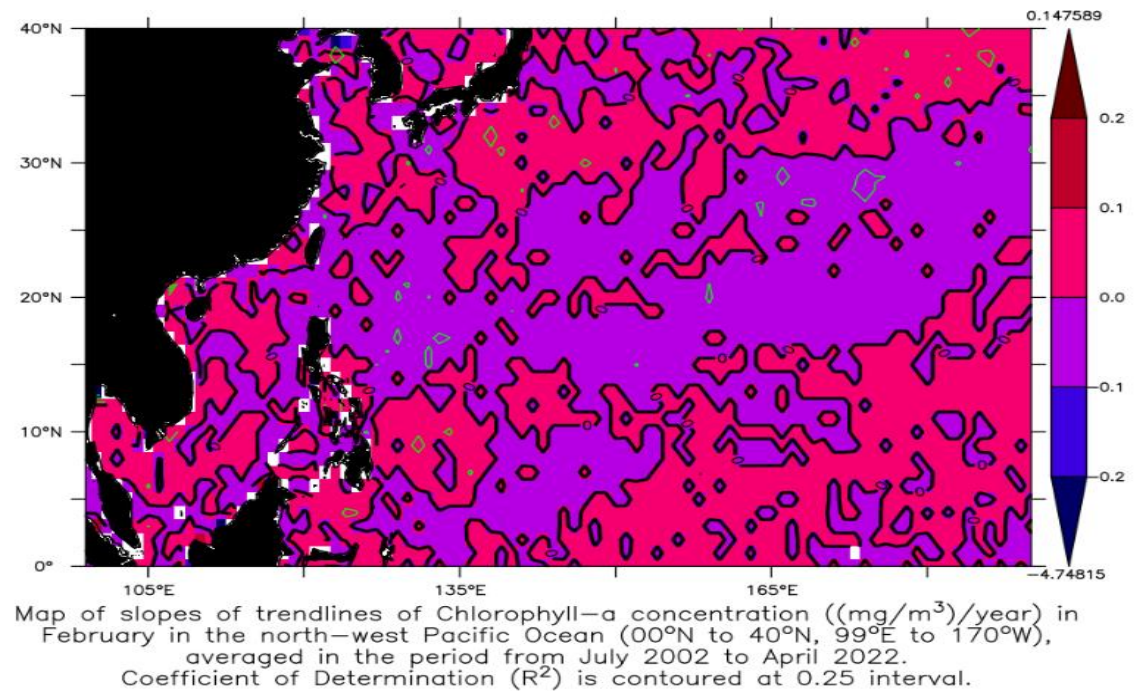 0.147589
40°N
0.2
30°N
0.1
20°N
0.0
-0.1
10°N
-0.2
0°
-4.74815
105°E 135°E 165°E
Map of slopes of trendlines of Chlorophyll-a concentration ((mg/m³)/year) in
February in the north-west Pacific Ocean (00°N to 40°N, 99°E to 170°W),
averaged in the period from July 2002 to April 2022.
Coefficient of Determination (R²) is contoured at 0.25 interval.